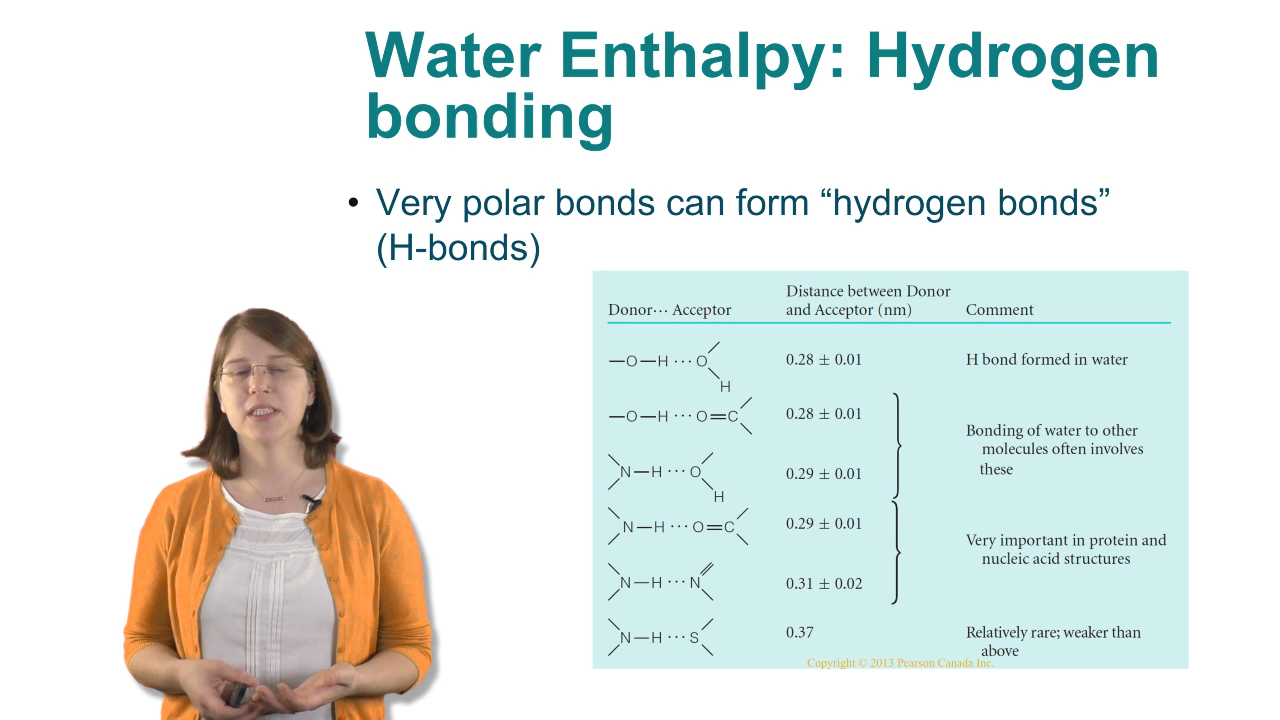 Water Enthalpy: Hydrogen
bonding
• Very polar bonds can form “hydrogen bonds”
(H-bonds)
Distance between Donor
Donor··· Acceptor and Acceptor (nm) Comment
—O—H···O H 0.28 ± 0.01 H bond formed in water
—O—H···O=C 0.28 ± 0.01
Bonding of water to other
molecules often involves
these
N—H···O H 0.29 ± 0.01
N—H···O=C 0.29 ± 0.01
Very important in protein and
nucleic acid structures
N—H···N 0.31 ± 0.02
N—H···S 0.37 Relatively rare; weaker than
above
Copyright © 2013 Pearson Canada Inc.